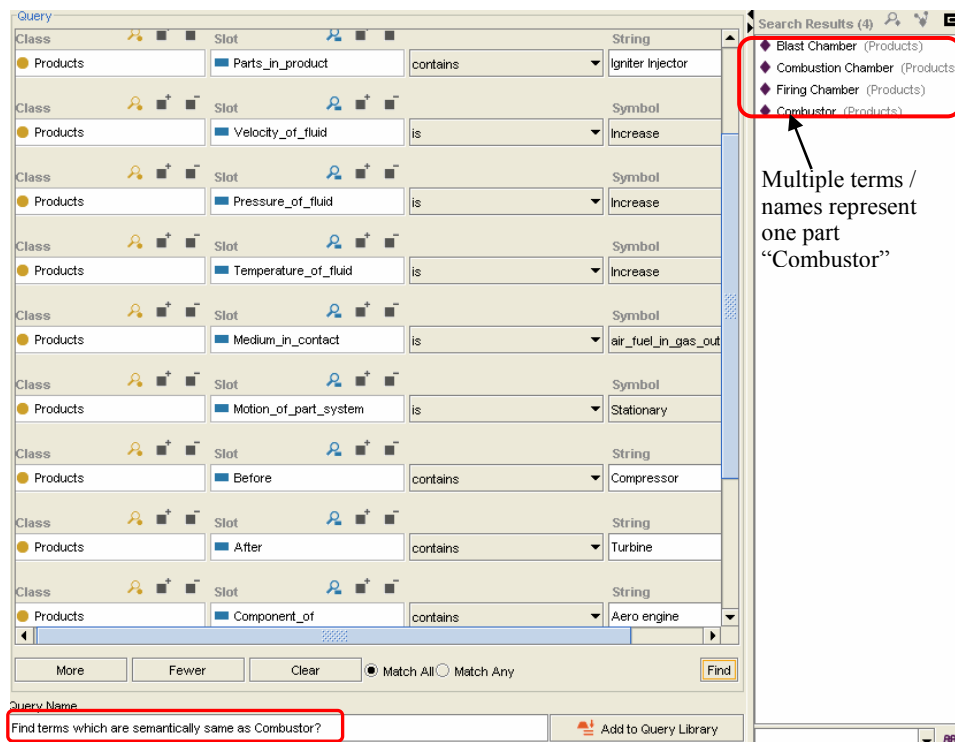 Query
Search Results (4)
Class Slot String
Products Parts_in_product contains Igniter Injector
Class Slot Symbol
Products Velocity_of_fluid is Increase
Class Slot Symbol
Products Pressure_of_fluid is Increase
Class Slot Symbol
Products Temperature_of_fluid is Increase
Class Slot Symbol
Products Medium_in_contact is air_fuel_in_gas_out
Class Slot Symbol
Products Motion_of_part_system is Stationary
Class Slot String
Products Before contains Compressor
Class Slot String
Products After contains Turbine
Class Slot String
Products Component_of contains Aero engine
More Fewer Clear Match All Match Any Find
Query Name
Find terms which are semantically same as Combustor?
Add to Query Library
Blast Chamber (Products)
Combustion Chamber (Products
Firing Chamber (Products)
Combustor (Products)
Multiple terms /
names represent
one part
“Combustor”